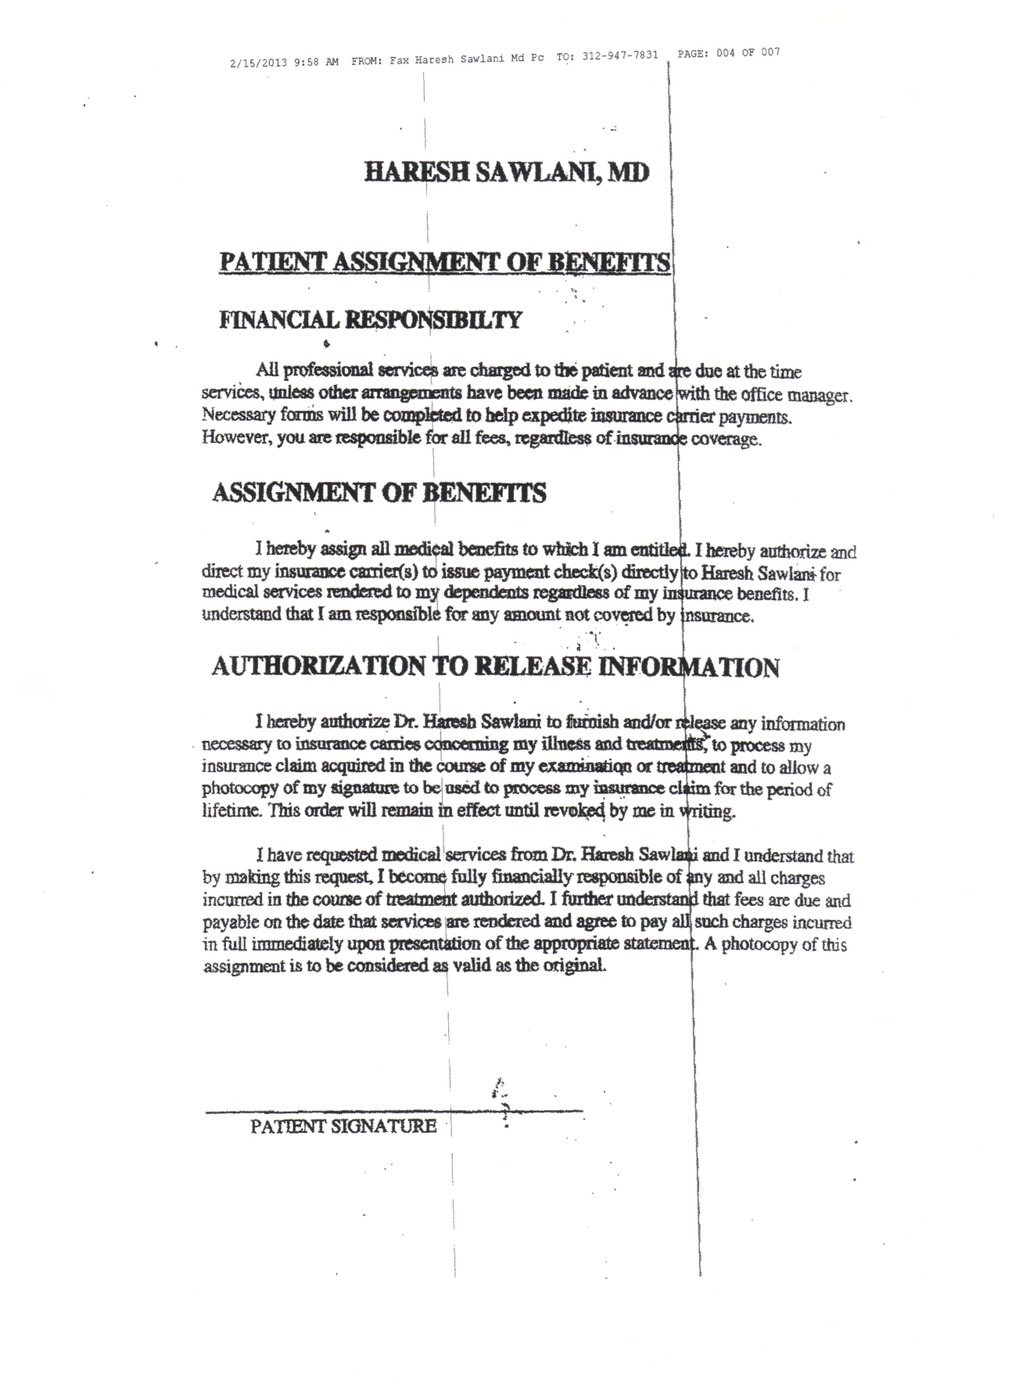 2/15/2013 9:58 AM FROM: Fax Haresh Sawlani Md Pc TO: 312-947-7831 PAGE: 004 OF 007
HARESH SAWLANI, MD
PATIENT ASSIGNMENT OF BENEFITS
FINANCIAL RESPONSIBILTY
All professional services are charged to the patient and are due at the time
services, unless other arrangements have been made in advance with the office manager.
Necessary forms will be completed to help expedite insurance carrier payments.
However, you are responsible for all fees, regardless of insurance coverage.
ASSIGNMENT OF BENEFITS
I hereby assign all medical benefits to which I am entitled. I hereby authorize and
direct my insurance carrier(s) to issue payment check(s) directly to Haresh Sawlani for
medical services rendered to my dependents regardless of my insurance benefits. I
understand that I am responsible for any amount not covered by insurance.
AUTHORIZATION TO RELEASE INFORMATION
I hereby authorize Dr. Haresh Sawlani to furnish and/or release any information
necessary to insurance carries concerning my illness and treatments, to process my
insurance claim acquired in the course of my examination or treatment and to allow a
photocopy of my signature to be used to process my insurance claim for the period of
lifetime. This order will remain in effect until revoked by me in writing.
I have requested medical services from Dr. Haresh Sawlani and I understand that
by making this request, I become fully financially responsible of any and all charges
incurred in the course of treatment authorized. I further understand that fees are due and
payable on the date that services are rendered and agree to pay all such charges incurred
in full immediately upon presentation of the appropriate statement. A photocopy of this
assignment is to be considered as valid as the original.
PATIENT SIGNATURE